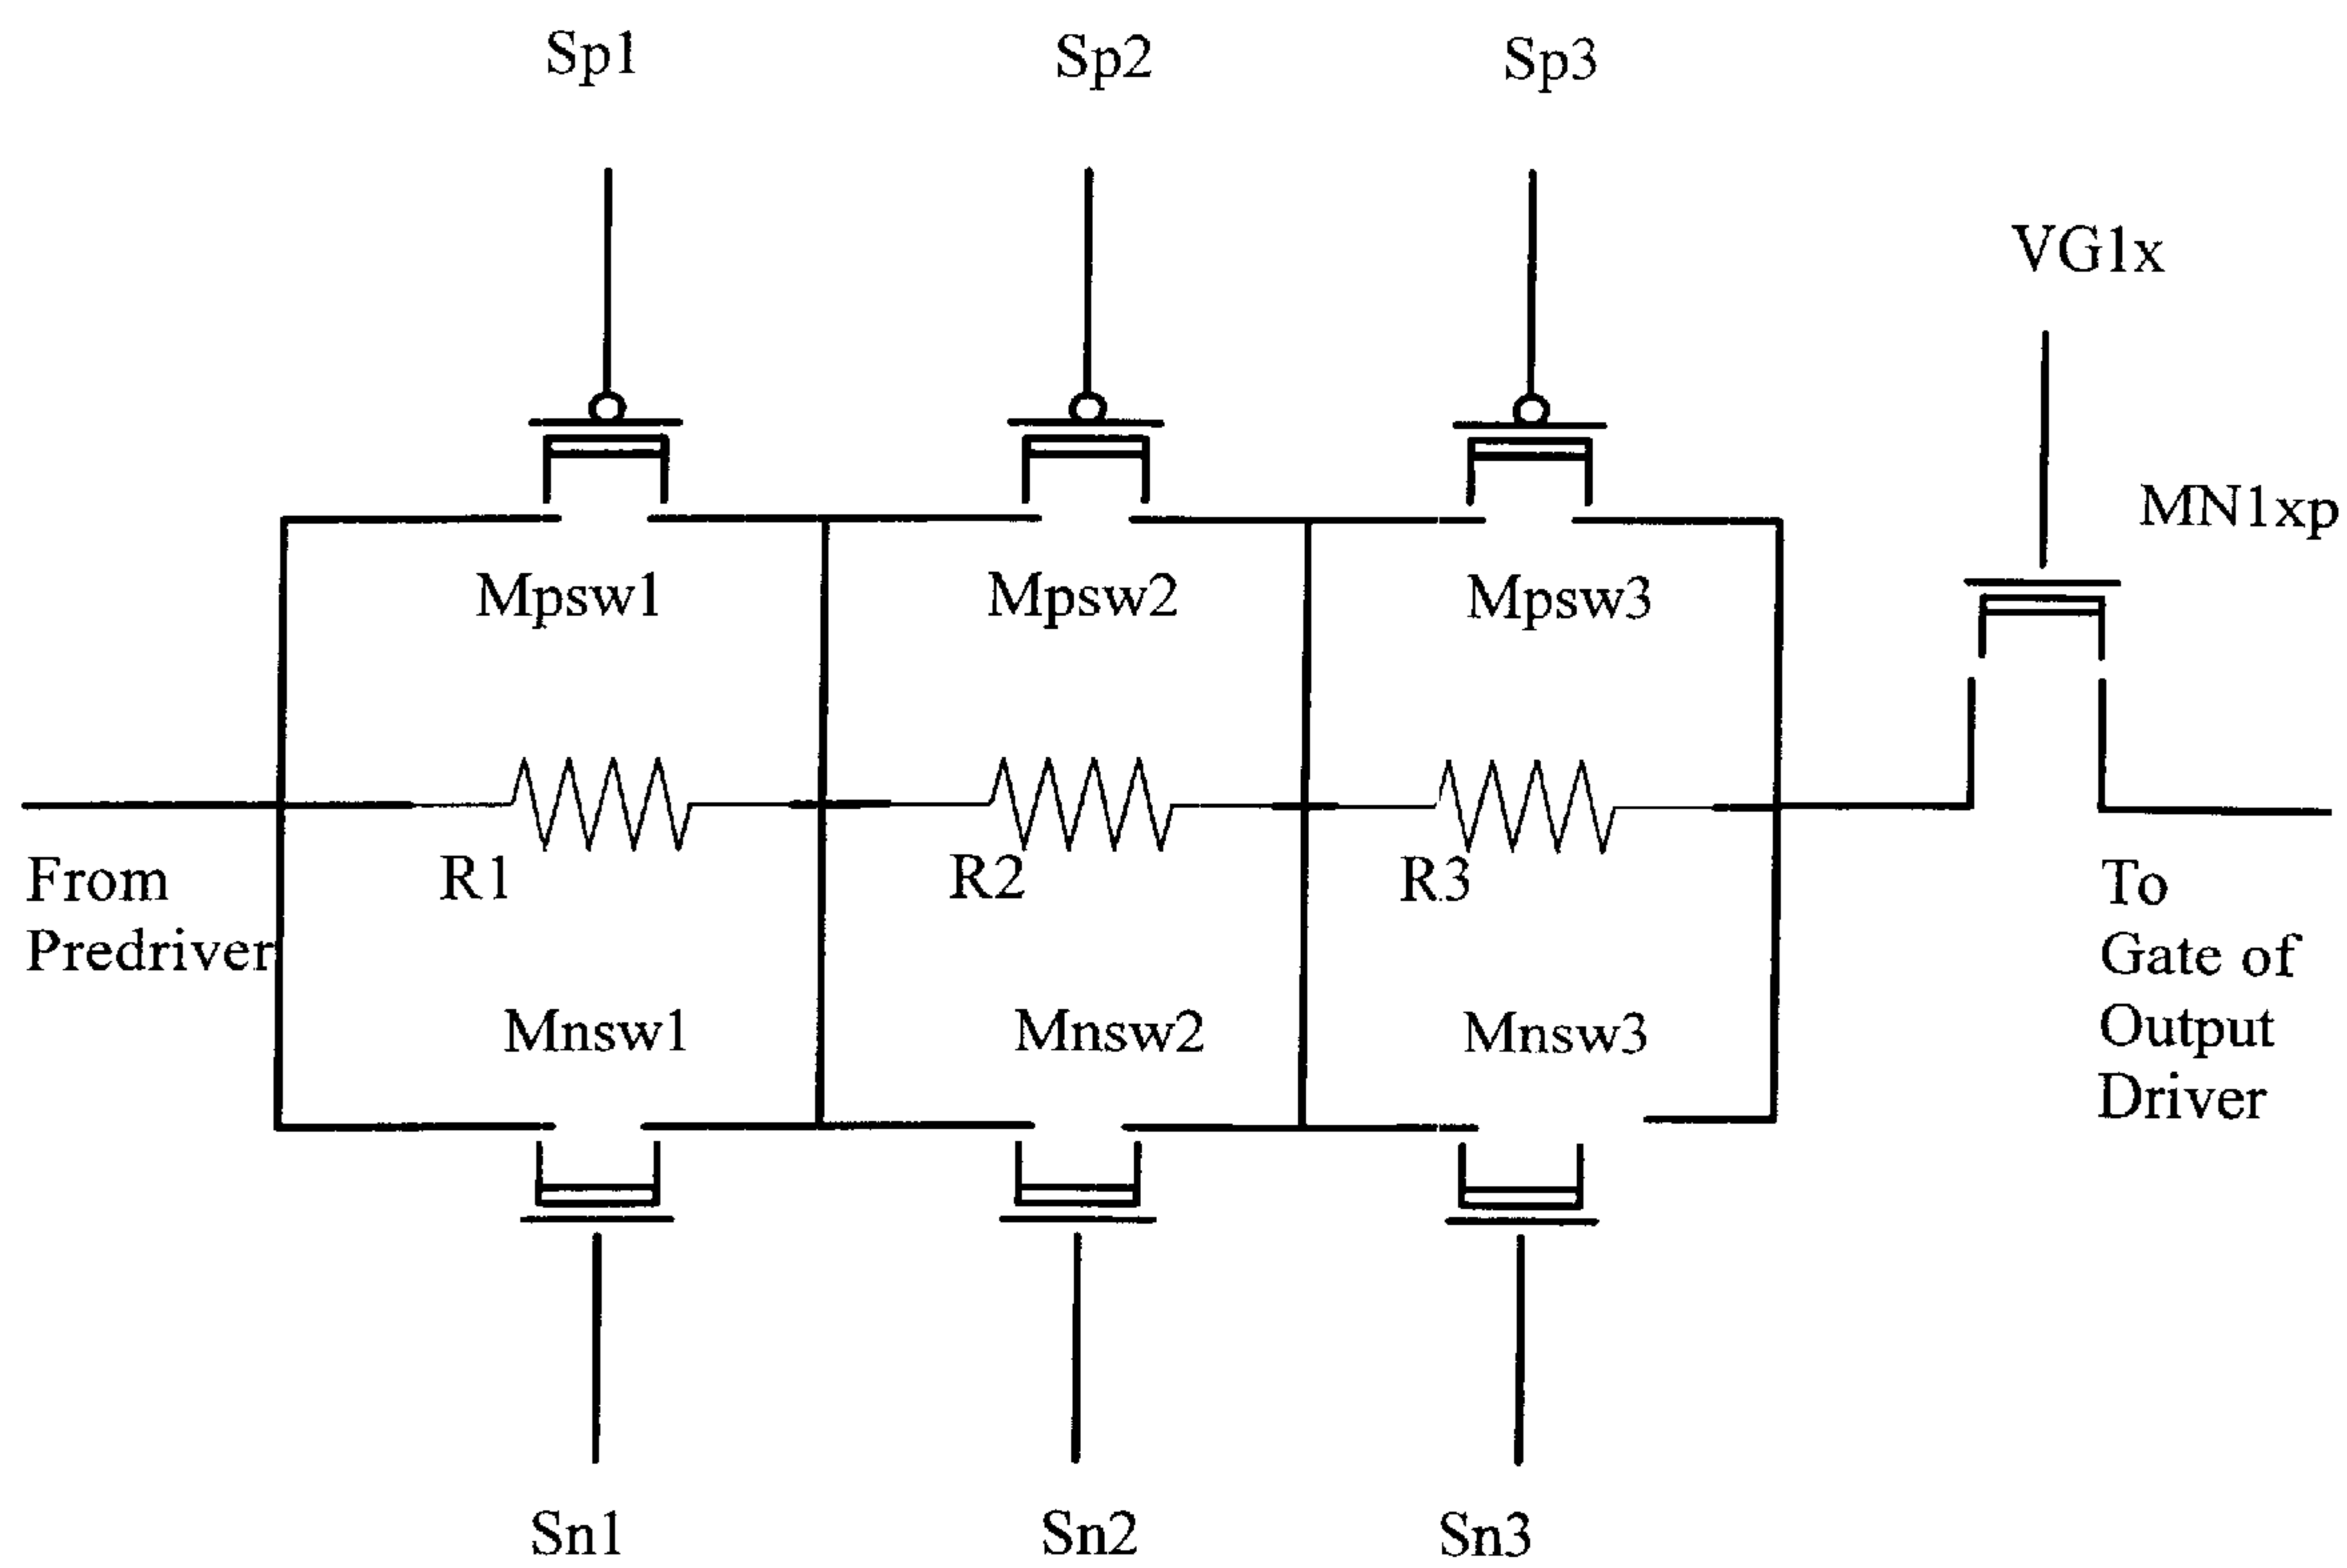 Sp1
Sp2
Sp3
VG1x
MN1xp
Mpsw1
Mpsw2
Mpsw3
R1
R2
R3
From
Predriver
To
Gate of
Output
Driver
Mnsw1
Mnsw2
Mnsw3
Sn1
Sn2
Sn3